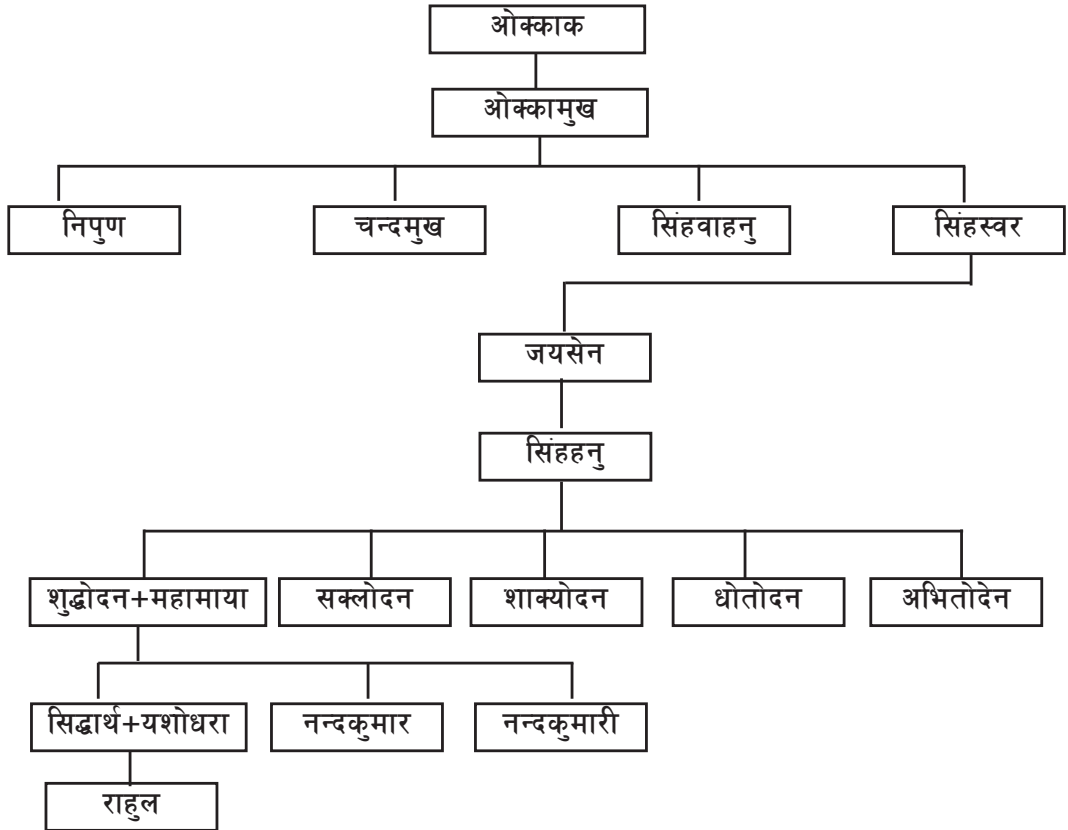 ओक्काक
ओक्कामुख
निपुण
चन्दमुख
सिंहवाहनु
सिंहस्वर
जयसेन
सिंहहनु
शुद्धोदन+महामाया
सक्लोदन
शाक्योदन
धोतोदन
अभितोदेन
सिद्धार्थ+यशोधरा
नन्दकुमार
नन्दकुमारी
राहुल